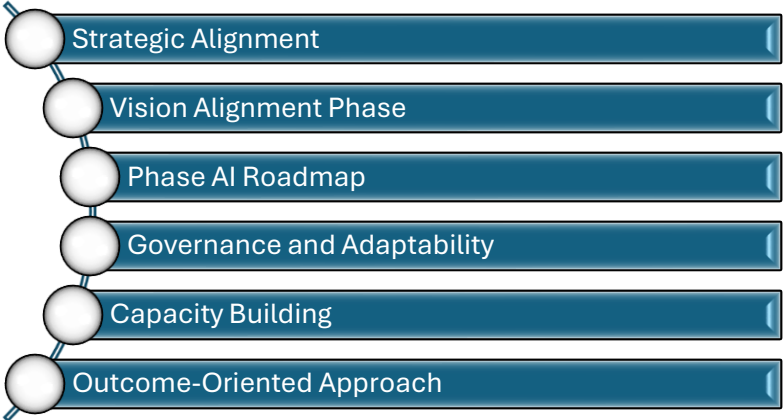 Strategic Alignment
Vision Alignment Phase
Phase AI Roadmap
Governance and Adaptability
Capacity Building
Outcome-Oriented Approach